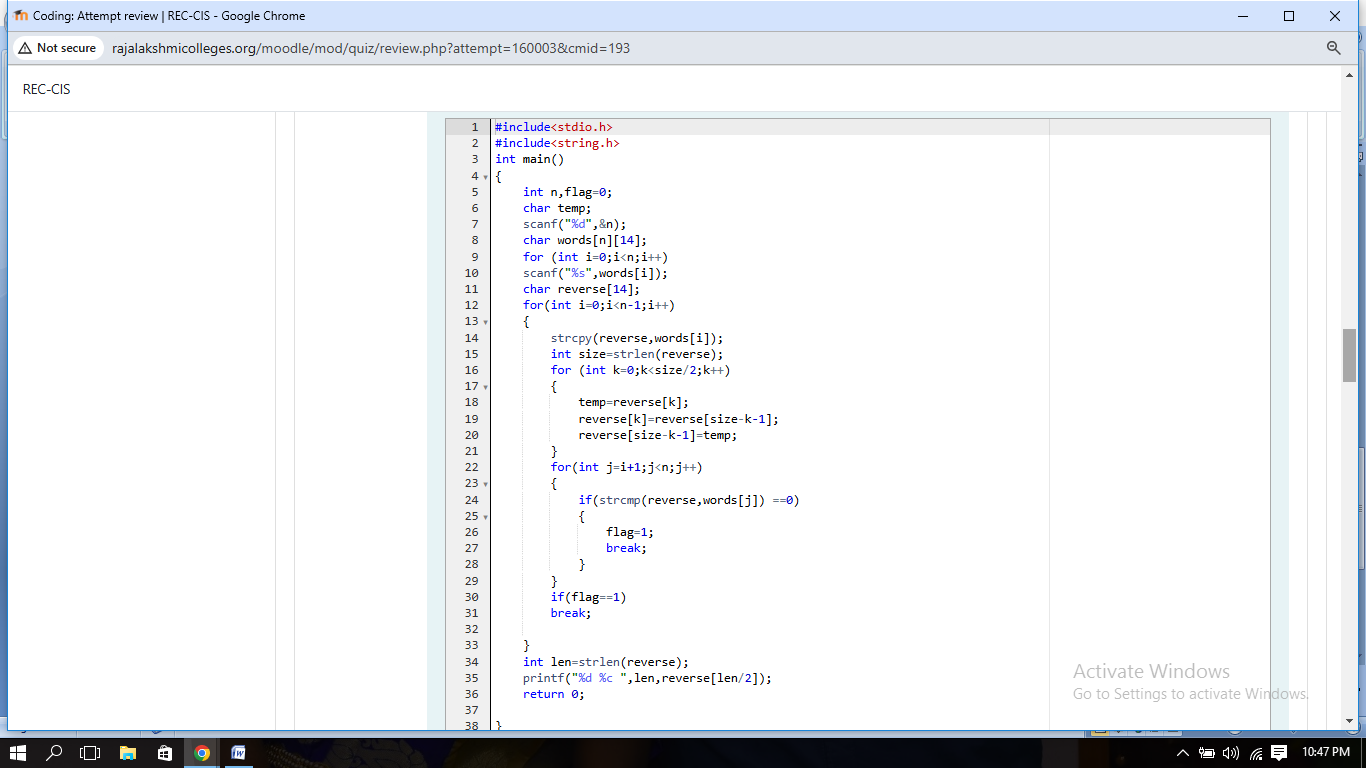 Coding: Attempt review | REC-CIS - Google Chrome
Not secure rajalakshmicolleges.org/moodle/mod/quiz/review.php?attempt=160003&cmid=193
REC-CIS
1 #include<stdio.h>
2 #include<string.h>
3 int main()
4 {
5     int n,flag=0;
6     char temp;
7     scanf("%d",&n);
8     char words[n][14];
9     for (int i=0;i<n;i++)
10     scanf("%s",words[i]);
11     char reverse[14];
12     for(int i=0;i<n-1;i++)
13     {
14         strcpy(reverse,words[i]);
15         int size=strlen(reverse);
16         for (int k=0;k<size/2;k++)
17         {
18             temp=reverse[k];
19             reverse[k]=reverse[size-k-1];
20             reverse[size-k-1]=temp;
21         }
22         for(int j=i+1;j<n;j++)
23         {
24             if(strcmp(reverse,words[j]) ==0)
25             {
26                 flag=1;
27                 break;
28             }
29         }
30         if(flag==1)
31         break;
32
33     }
34     int len=strlen(reverse);
35     printf("%d %c ",len,reverse[len/2]);
36     return 0;
37
38 }
Activate Windows
Go to Settings to activate Windows.
10:47 PM